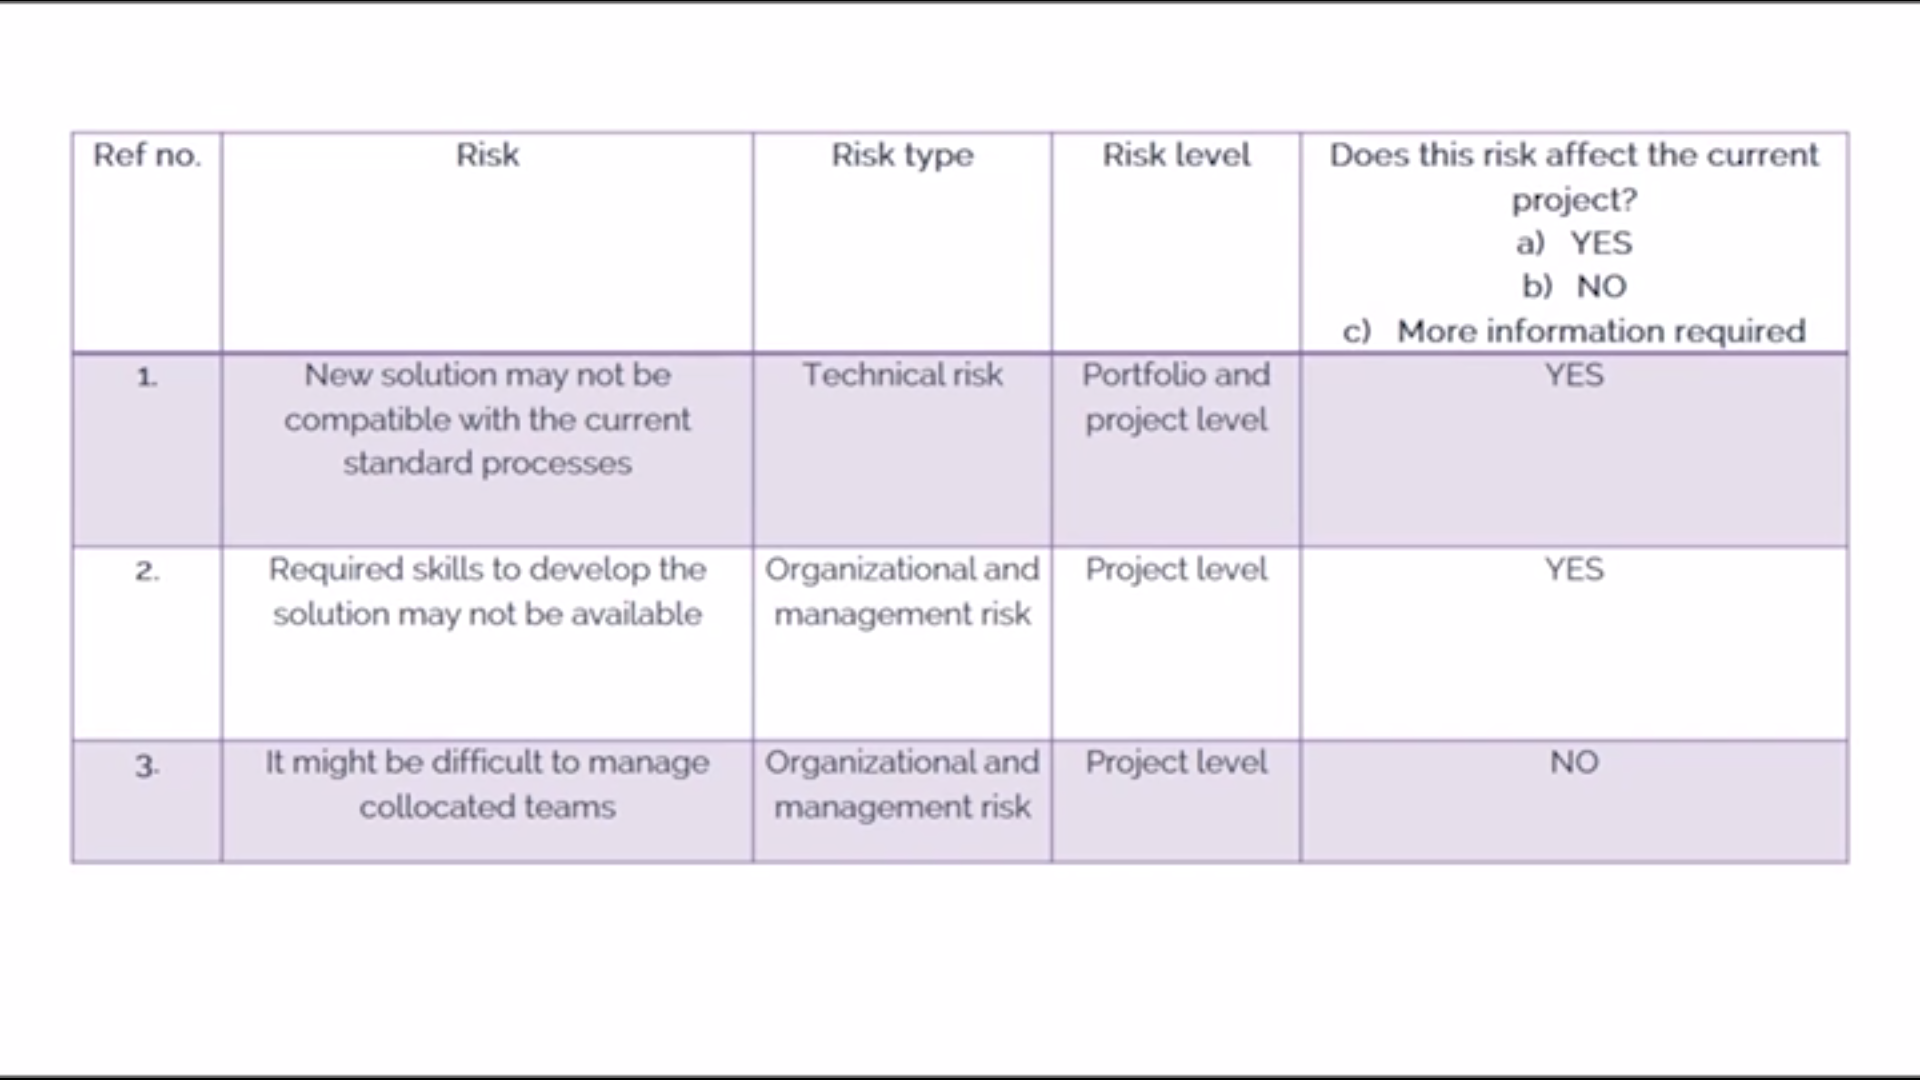 Ref no.
Risk
Risk type
Risk level
Does this risk affect the current
project?
a) YES
b) NO
c) More information required
1.
New solution may not be
compatible with the current
standard processes
Technical risk
Portfolio and
project level
YES
2.
Required skills to develop the
solution may not be available
Organizational and
management risk
Project level
YES
3.
It might be difficult to manage
collocated teams
Organizational and
management risk
Project level
NO